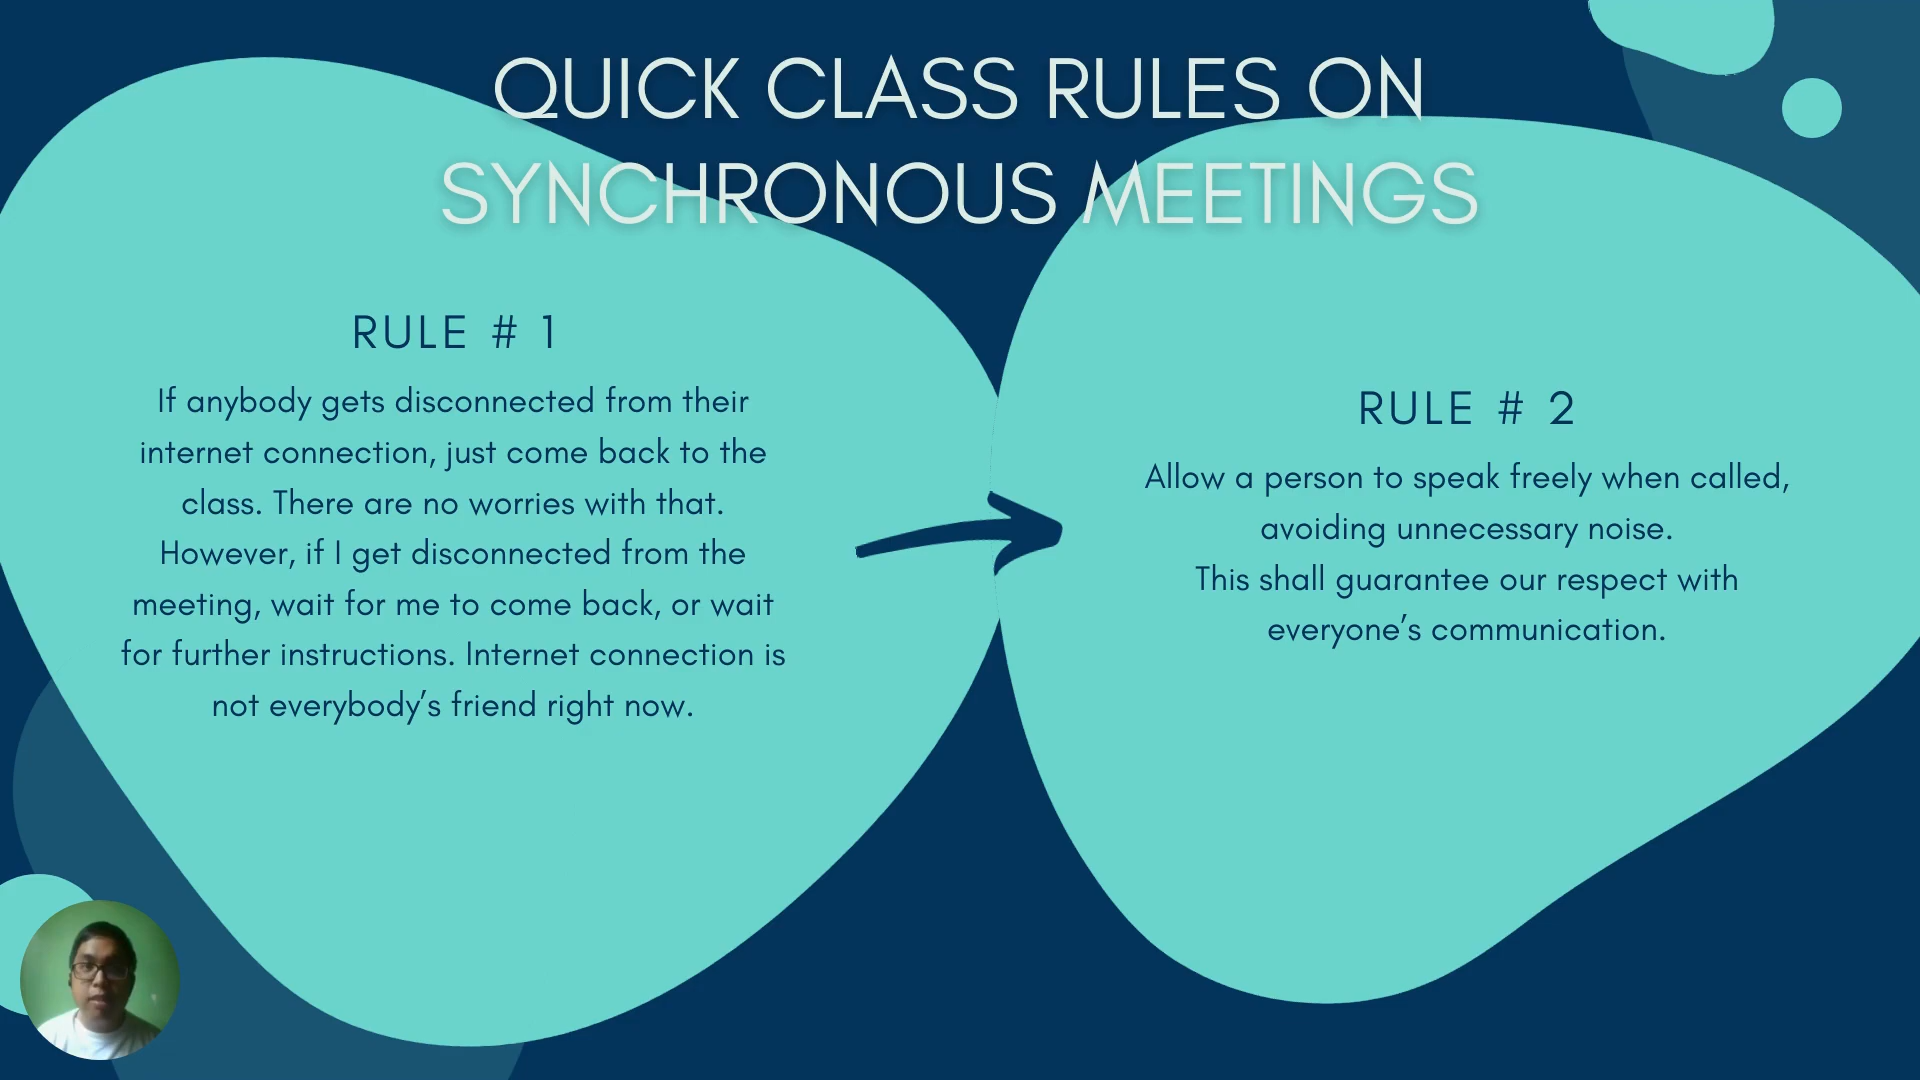 QUICK CLASS RULES ON
SYNCHRONOUS MEETINGS
RULE # 1
If anybody gets disconnected from their
internet connection, just come back to the
class. There are no worries with that.
However, if I get disconnected from the
meeting, wait for me to come back, or wait
for further instructions. Internet connection is
not everybody’s friend right now.
RULE # 2
Allow a person to speak freely when called,
avoiding unnecessary noise.
This shall guarantee our respect with
everyone’s communication.